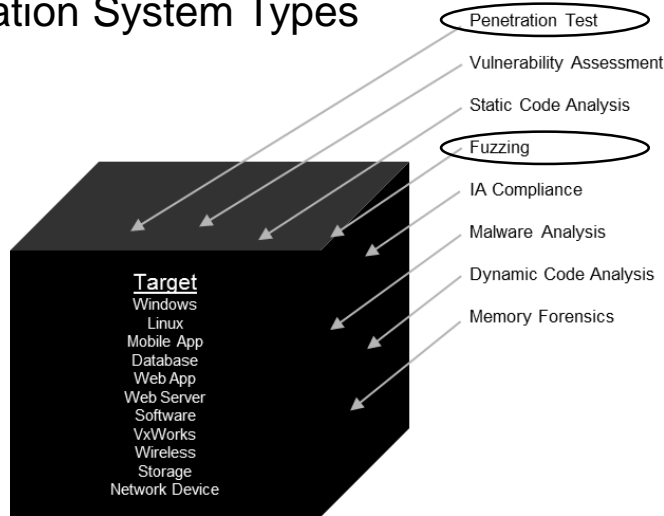 ation System Types
Penetration Test
Vulnerability Assessment
Static Code Analysis
Fuzzing
IA Compliance
Malware Analysis
Dynamic Code Analysis
Memory Forensics
Target
Windows
Linux
Mobile App
Database
Web App
Web Server
Software
VxWorks
Wireless
Storage
Network Device